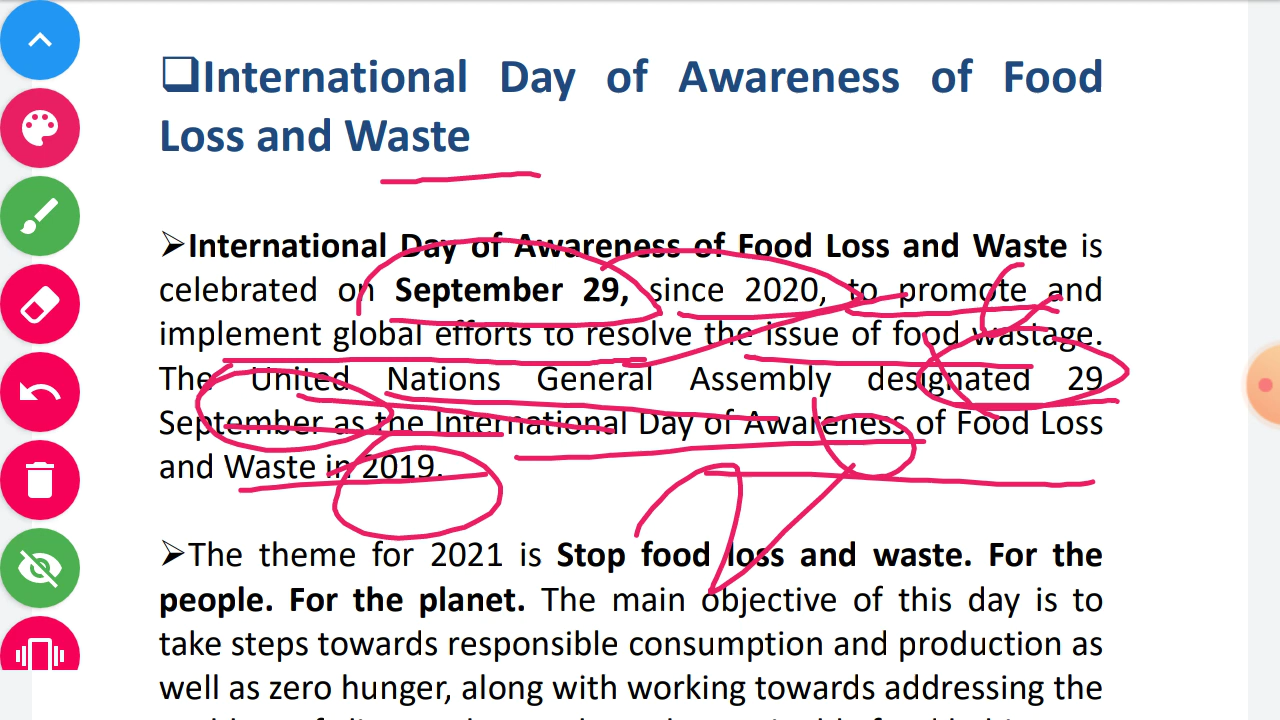 ❑International Day of Awareness of Food
Loss and Waste
➢International Day of Awareness of Food Loss and Waste is
celebrated on September 29, since 2020, to promote and
implement global efforts to resolve the issue of food wastage.
The United Nations General Assembly designated 29
September as the International Day of Awareness of Food Loss
and Waste in 2019.
➢The theme for 2021 is Stop food loss and waste. For the
people. For the planet. The main objective of this day is to
take steps towards responsible consumption and production as
well as zero hunger, along with working towards addressing the